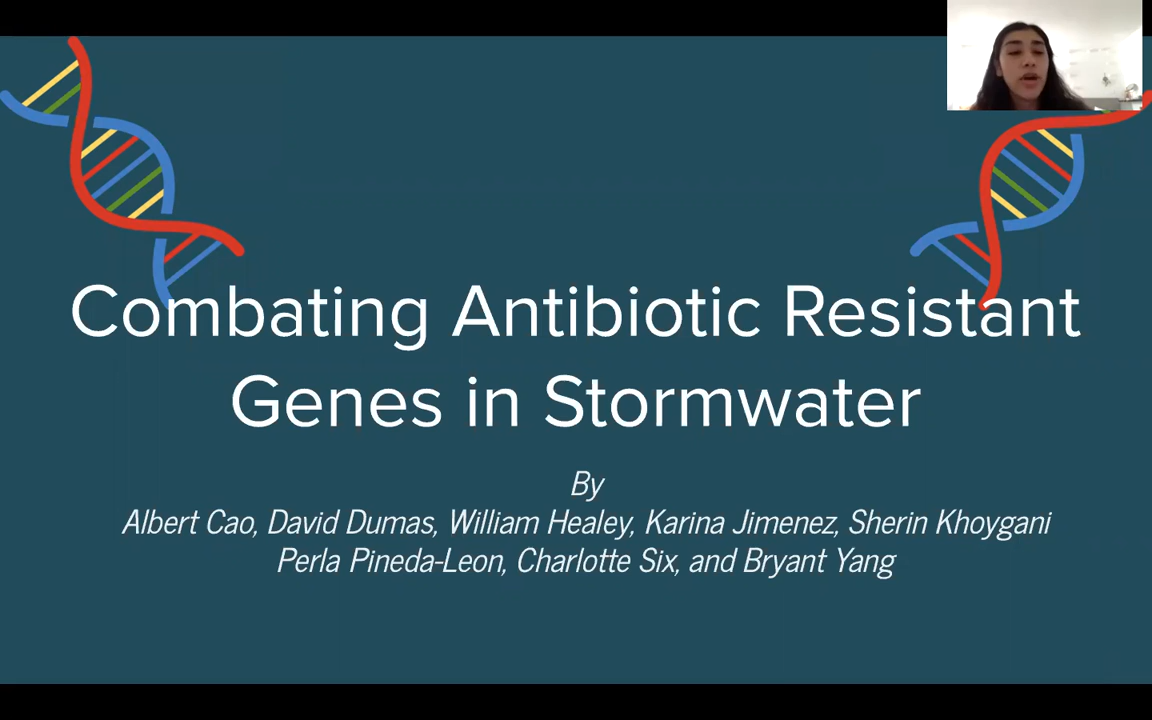 Combating Antibiotic Resistant
Genes in Stormwater
By
Albert Cao, David Dumas, William Healey, Karina Jimenez, Sherin Khoygani
Perla Pineda-Leon, Charlotte Six, and Bryant Yang